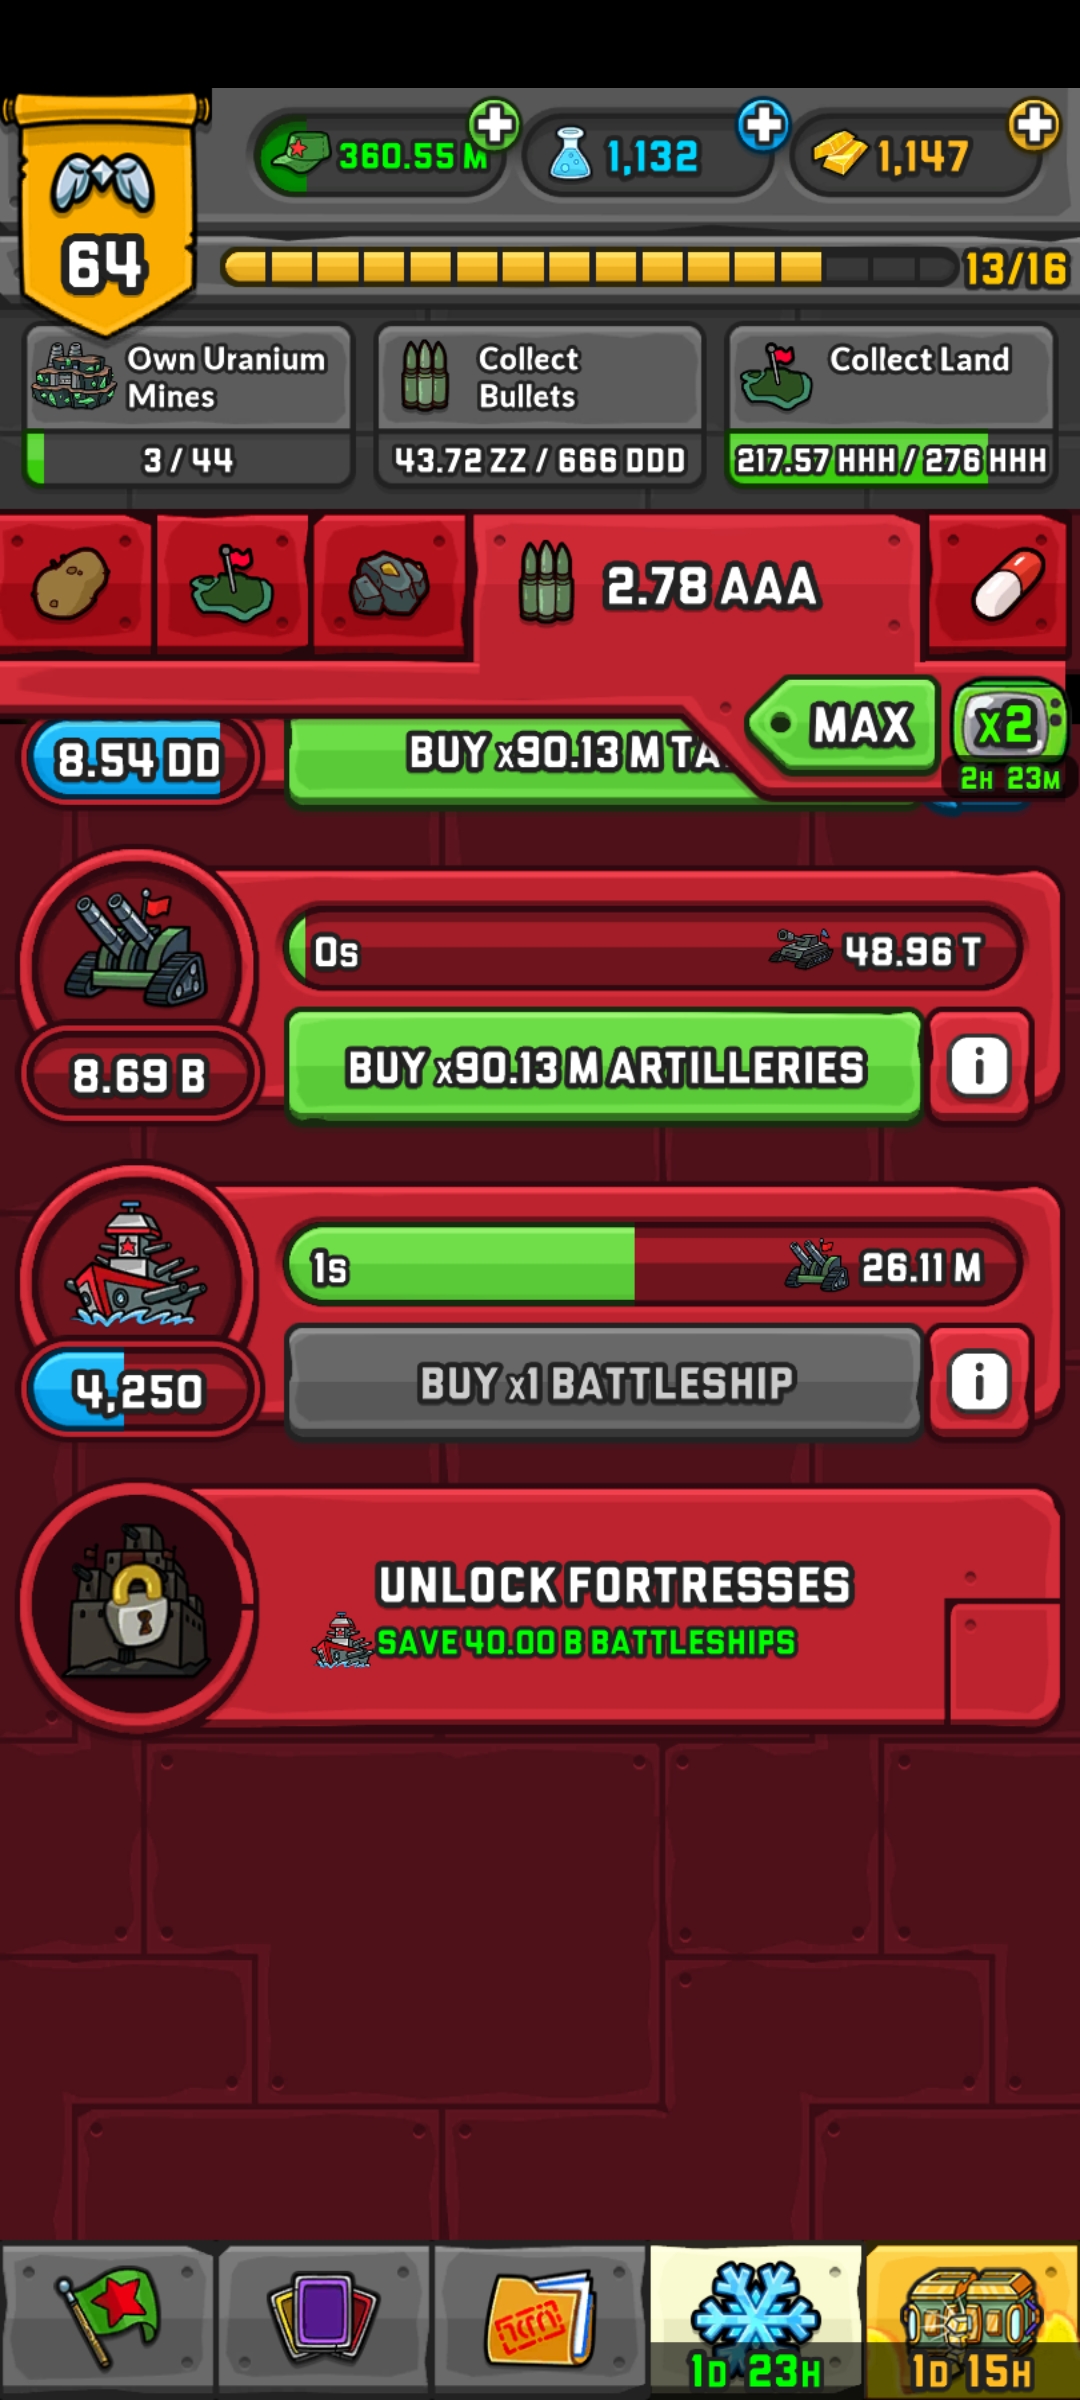 360.55 M
1,132
1,147
64
13/16
Own Uranium
Mines
3 / 44
Collect
Bullets
43.72 ZZ / 666 DDD
Collect Land
217.57 HHH / 276 HHH
2.78 AAA
MAX
x2
2H 23M
8.54 DD
BUY x90.13 M TA
0s
48.96 T
8.69 B
BUY x90.13 M ARTILLERIES
i
1s
26.11 M
4,250
BUY x1 BATTLESHIP
i
UNLOCK FORTRESSES
SAVE 40.00 B BATTLESHIPS
1D 23H
1D 15H